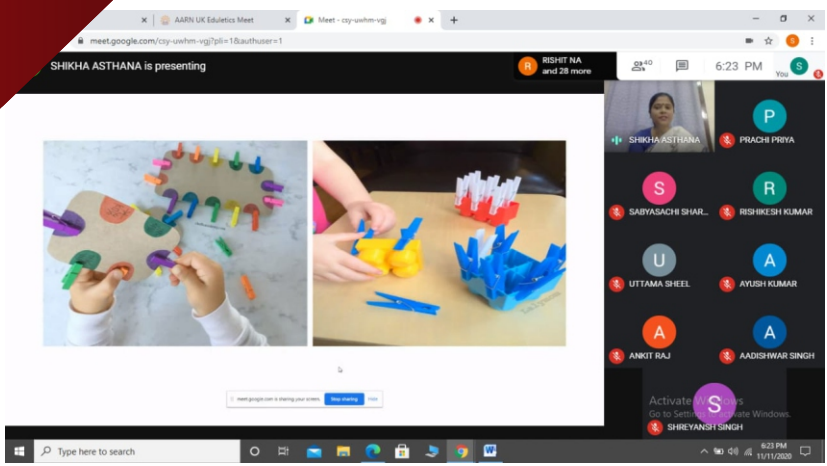 AARN UK Eduletics Meet
Meet - csy-uwhm-vgj
meet.google.com/csy-uwhm-vgj?pli=1&authuser=1
S
SHIKHA ASTHANA is presenting
R
RISHIT NA
and 28 more
40
6:23 PM
You
S
SHIKHA ASTHANA
P
PRACHI PRIYA
S
SABYASACHI SHAR...
R
RISHIKESH KUMAR
U
UTTAMA SHEEL
A
AYUSH KUMAR
A
ANKIT RAJ
A
AADISHWAR SINGH
S
SHREYANSH SINGH
meet.google.com is sharing your screen.
Stop sharing
Hide
Activate Windows
Go to Settings to activate Windows.
Type here to search
6:23 PM
11/11/2020